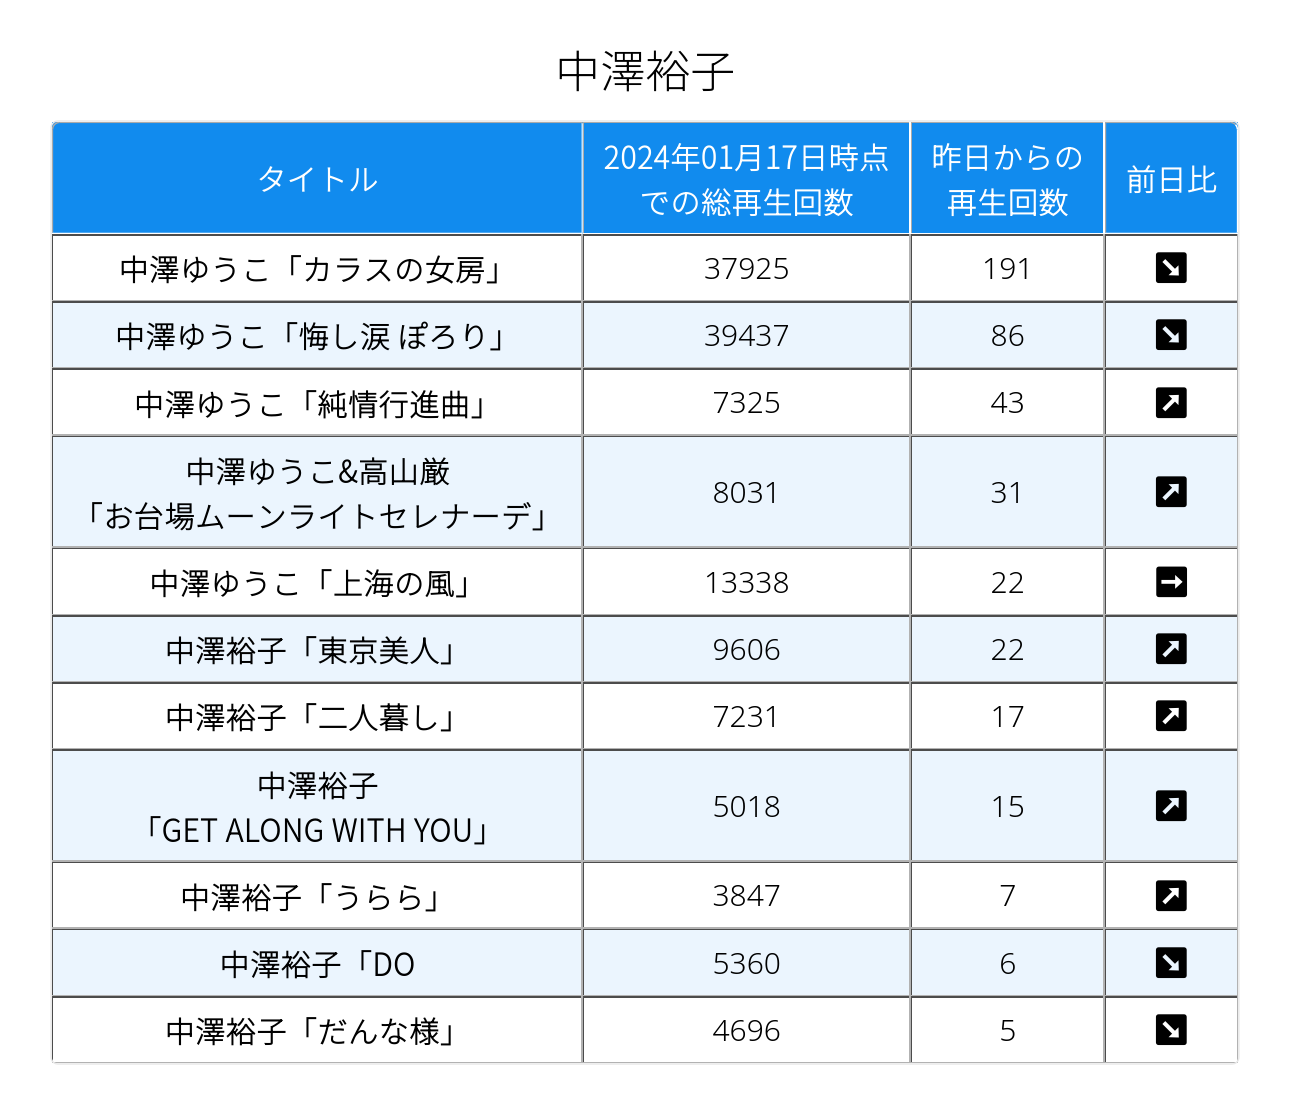 中澤裕子
タイトル
2024年01月17日時点
での総再生回数
昨日からの
再生回数
前日比
中澤ゆうこ「カラスの女房」 37925 191
中澤ゆうこ「悔し涙 ぽろり」 39437 86
中澤ゆうこ「純情行進曲」 7325 43
中澤ゆうこ&高山厳
「お台場ムーンライトセレナーデ」 8031 31
中澤ゆうこ「上海の風」 13338 22
中澤裕子「東京美人」 9606 22
中澤裕子「二人暮し」 7231 17
中澤裕子
「GET ALONG WITH YOU」 5018 15
中澤裕子「うらら」 3847 7
中澤裕子「DO 5360 6
中澤裕子「だんな様」 4696 5